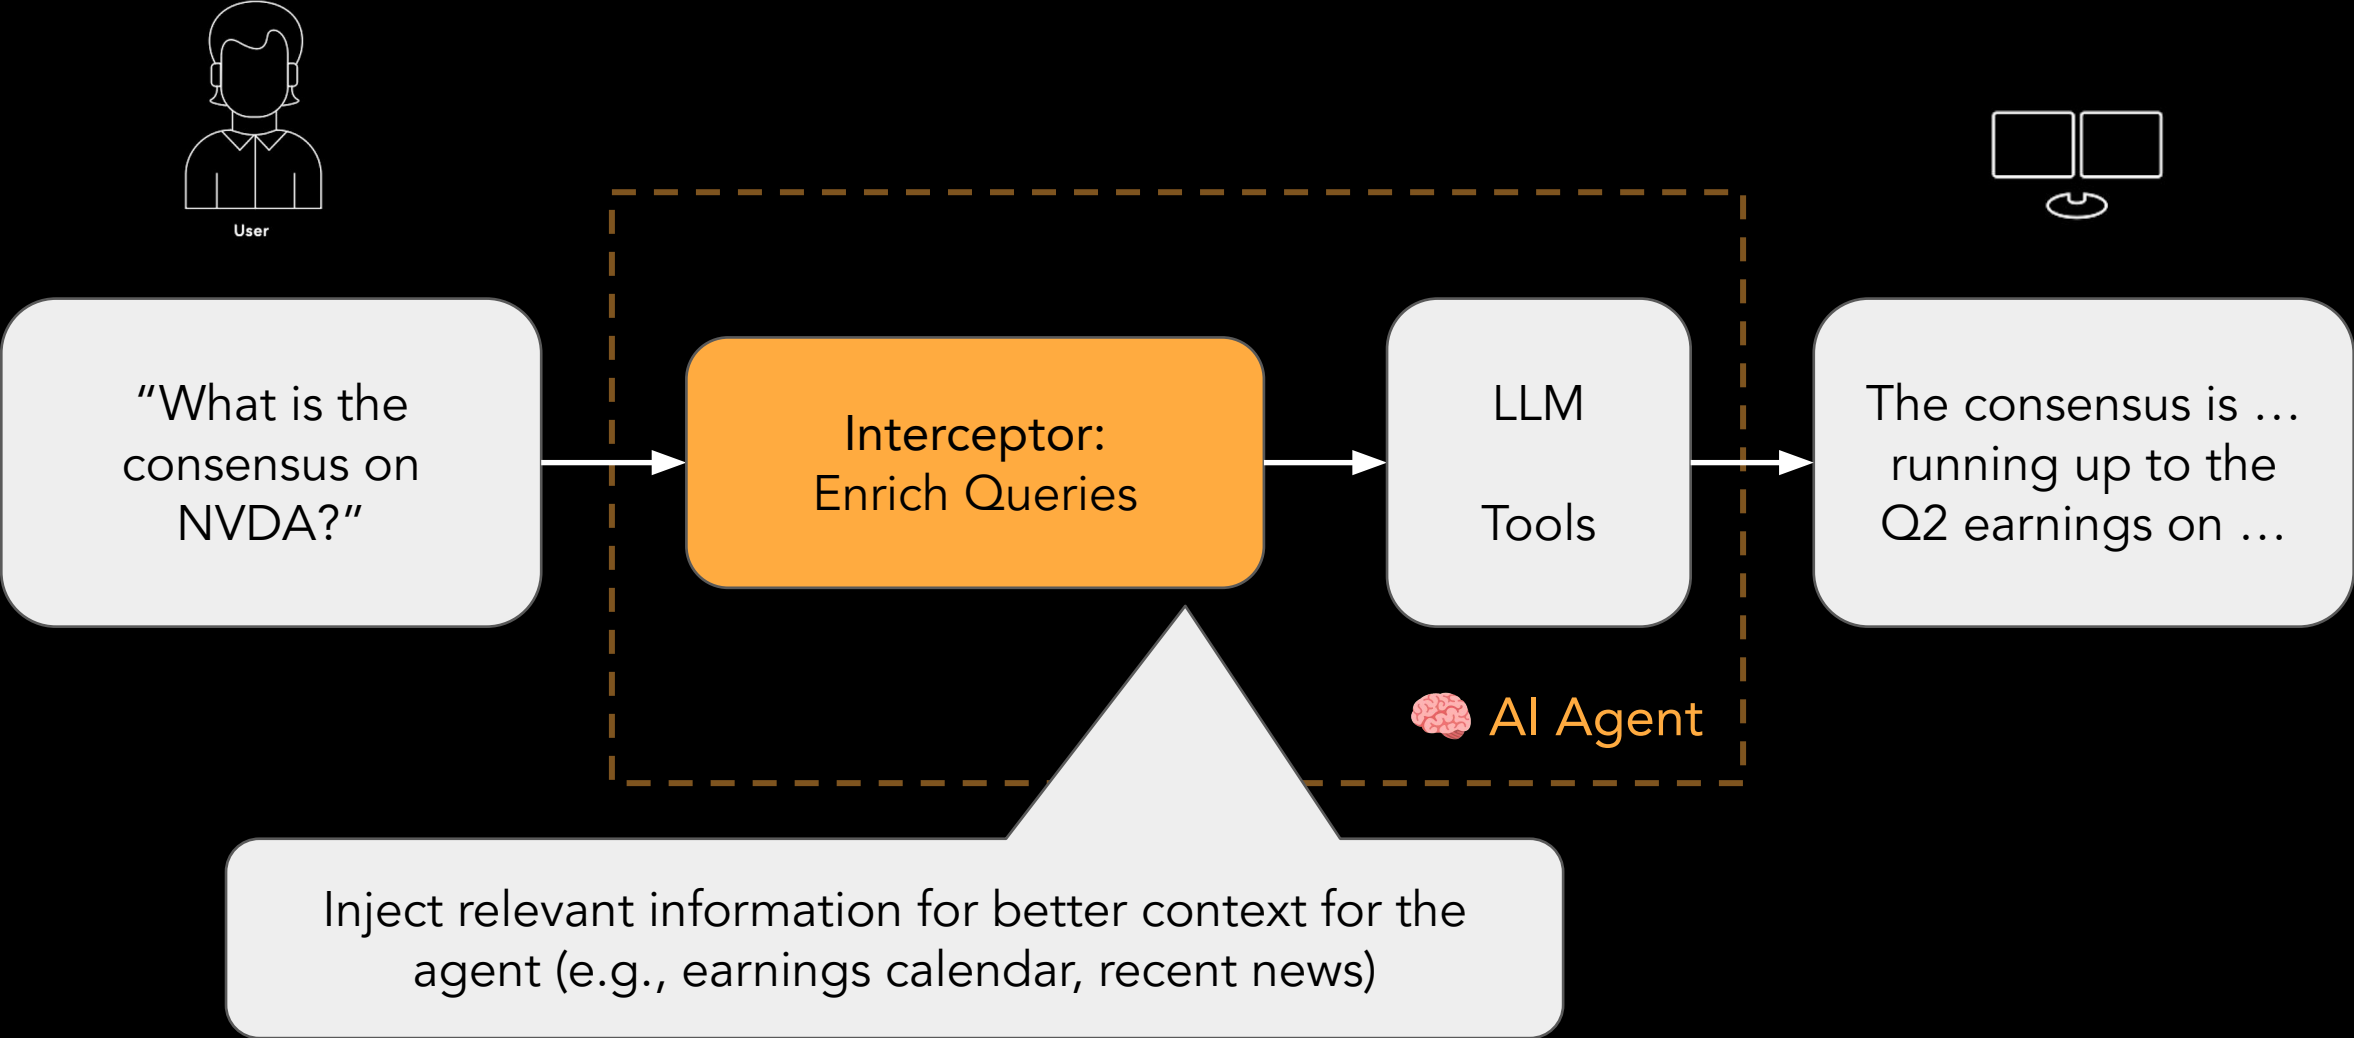 User
“What is the
consensus on
NVDA?”
Interceptor:
Enrich Queries
LLM
Tools
The consensus is …
running up to the
Q2 earnings on …
AI Agent
Inject relevant information for better context for the
agent (e.g., earnings calendar, recent news)